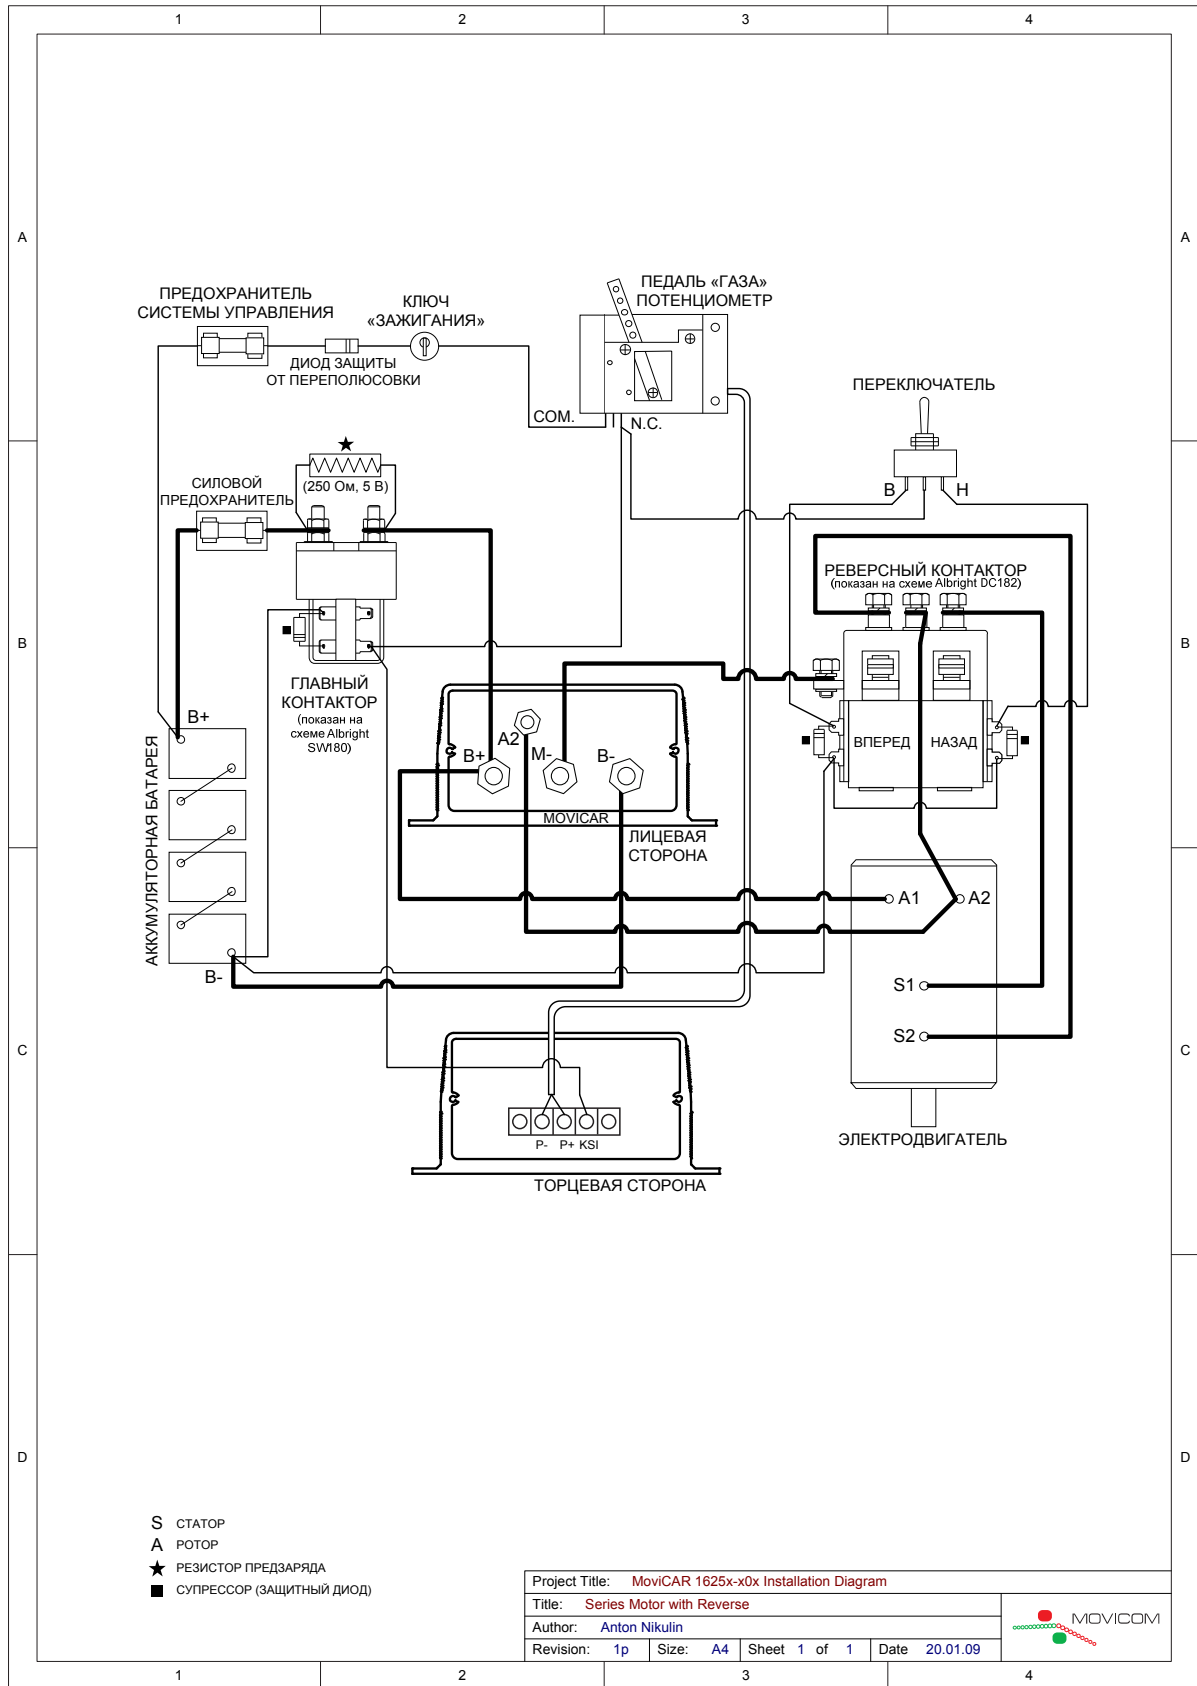 1 2 3 4
A A
ПРЕДОХРАНИТЕЛЬ
СИСТЕМЫ УПРАВЛЕНИЯ
КЛЮЧ
«ЗАЖИГАНИЯ»
ПЕДАЛЬ «ГАЗА»
ПОТЕНЦИОМЕТР
ДИОД ЗАЩИТЫ
ОТ ПЕРЕПОЛЮСОВКИ
ПЕРЕКЛЮЧАТЕЛЬ
COM.
N.C.
★
(250 Ом, 5 В)
СИЛОВОЙ
ПРЕДОХРАНИТЕЛЬ
В Н
РЕВЕРСНЫЙ КОНТАКТОР
(показан на схеме Albright DC182)
B B
ГЛАВНЫЙ
КОНТАКТОР
(показан на
схеме Albright
SW180)
B+
A2
B+ M- B-
MOVICAR
ВПЕРЕД НАЗАД
АККУМУЛЯТОРНАЯ БАТАРЕЯ
ЛИЦЕВАЯ
СТОРОНА
A1 A2
B-
S1
S2
C C
P- P+ KSI
ЭЛЕКТРОДВИГАТЕЛЬ
ТОРЦЕВАЯ СТОРОНА
D D
S СТАТОР
A РОТОР
★ РЕЗИСТОР ПРЕДЗАРЯДА
■ СУПРЕССОР (ЗАЩИТНЫЙ ДИОД)
Project Title: MoviCAR 1625x-x0x Installation Diagram
Title: Series Motor with Reverse
Author: Anton Nikulin
Revision: 1p Size: A4 Sheet 1 of 1 Date 20.01.09
MOVICOM
1 2 3 4